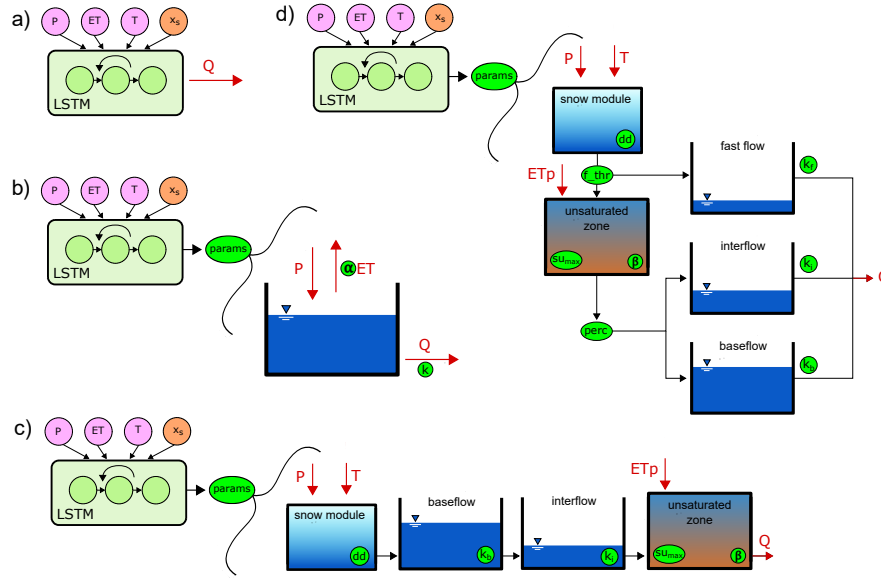 a)
P
ET
T
xs
LSTM
Q
b)
P
ET
T
xs
LSTM
params
P
α
ET
Q
k
c)
P
ET
T
xs
LSTM
params
P
T
snow module
dd
baseflow
kb
interflow
ki
ETp
unsaturated
zone
sumax
β
Q
d)
P
ET
T
xs
LSTM
params
P
T
snow module
dd
f_thr
ETp
unsaturated
zone
sumax
β
perc
fast flow
kf
interflow
ki
baseflow
kb